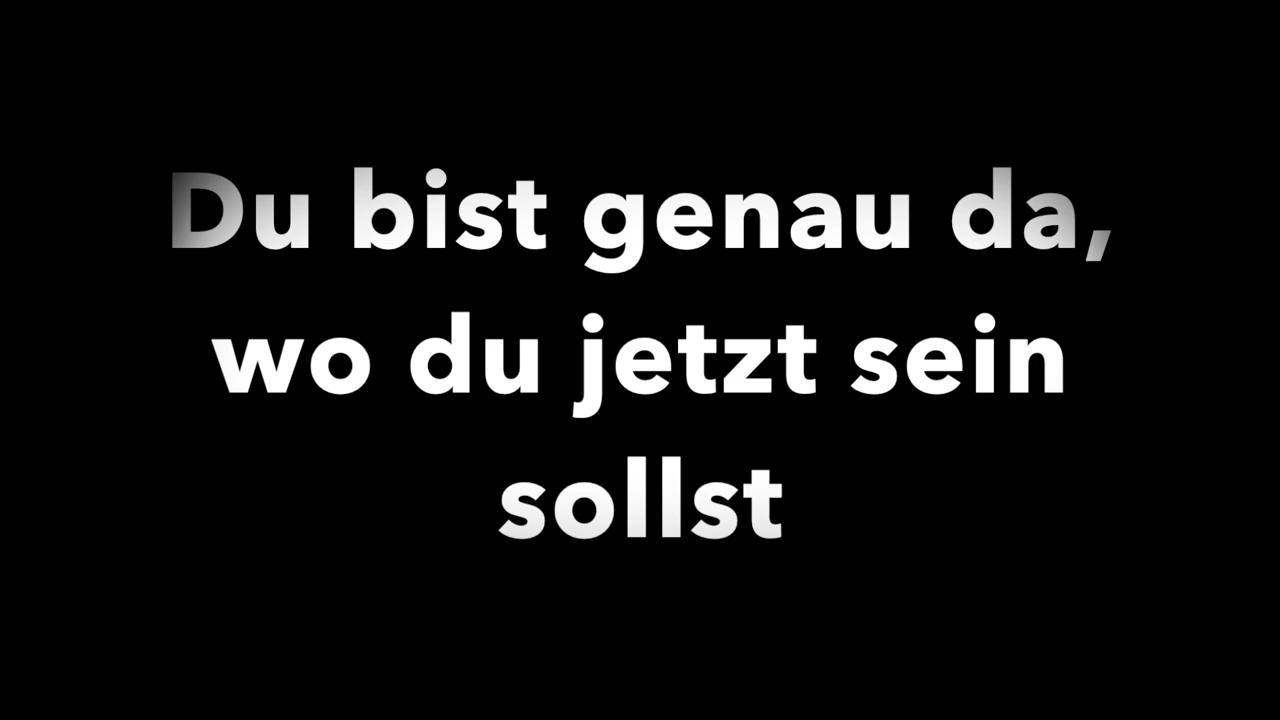 Du bist genau da,
wo du jetzt sein
sollst